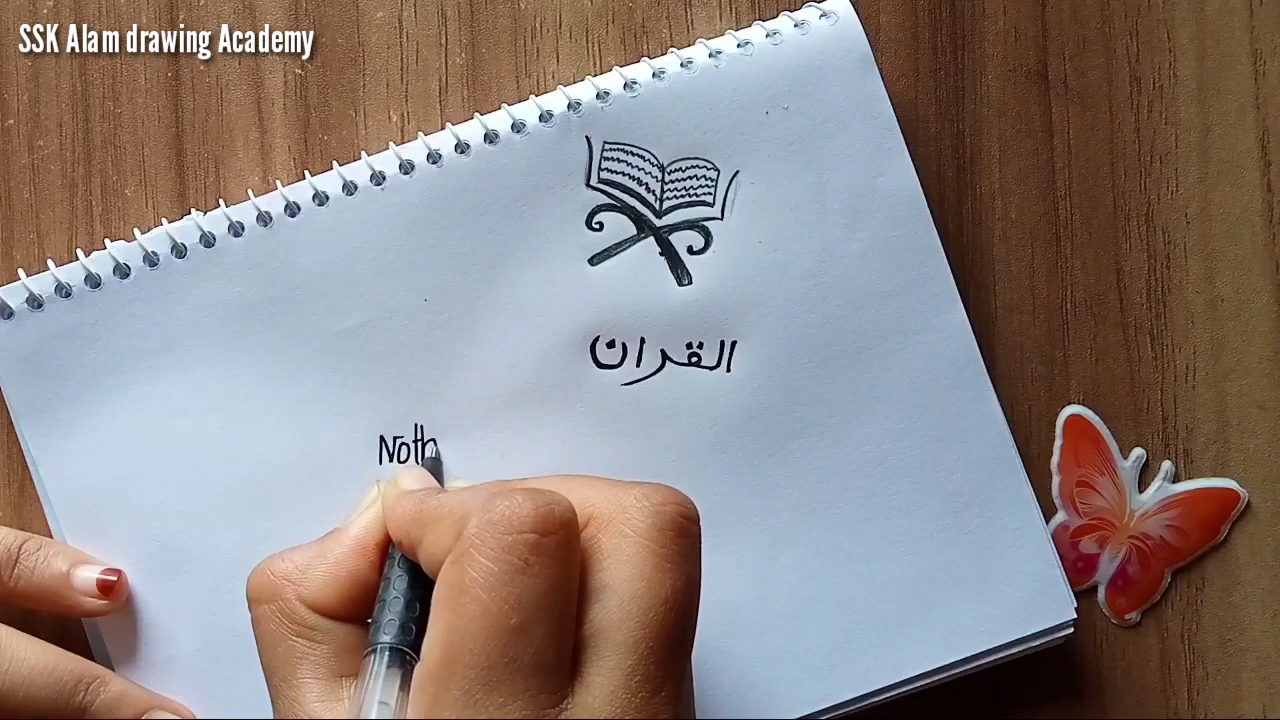 SSK Alam drawing Academy
القران
Noth